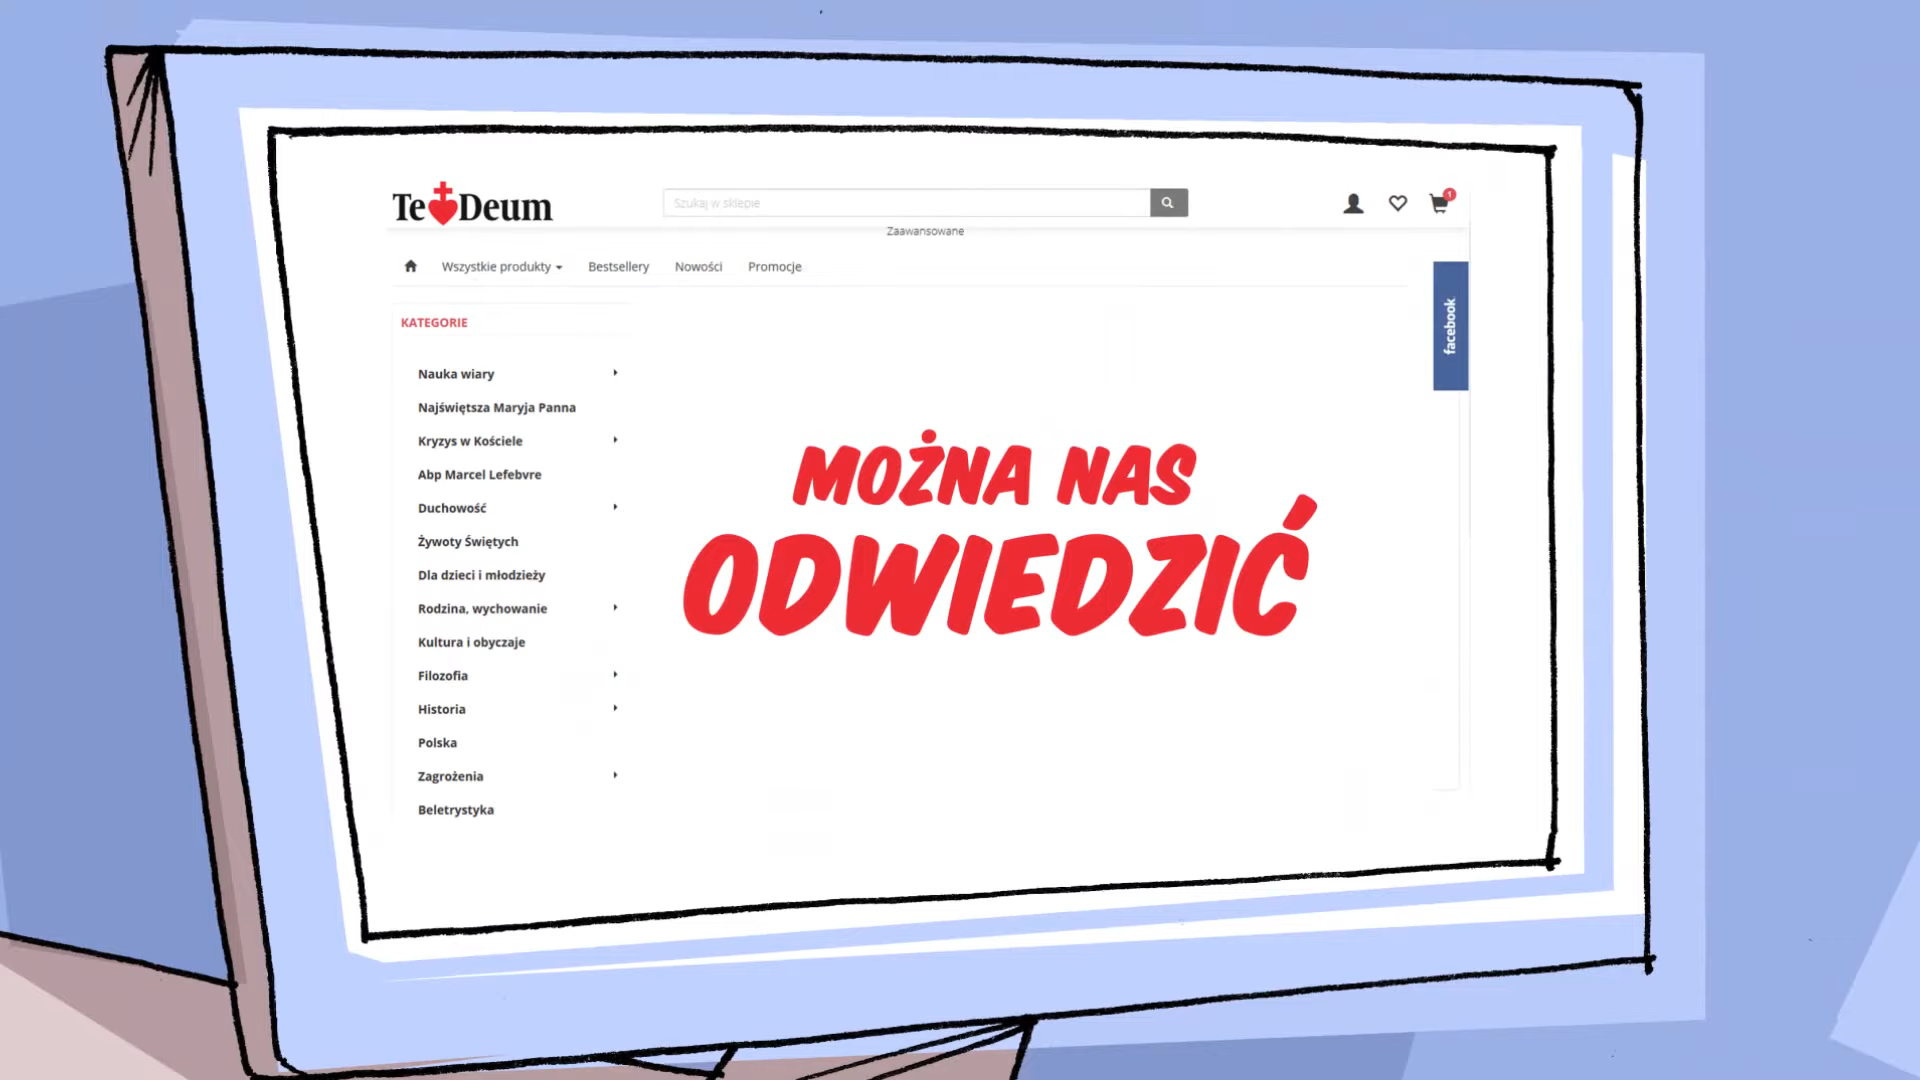 Te Deum
Szukaj w sklepie
1
Zaawansowane
Wszystkie produkty
Bestsellery
Nowości
Promocje
facebook
KATEGORIE
Nauka wiary
Najświętsza Maryja Panna
Kryzys w Kościele
Abp Marcel Lefebvre
Duchowość
Żywoty Świętych
Dla dzieci i młodzieży
Rodzina, wychowanie
Kultura i obyczaje
Filozofia
Historia
Polska
Zagrożenia
Beletrystyka
MOŻNA NAS
ODWIEDZIĆ